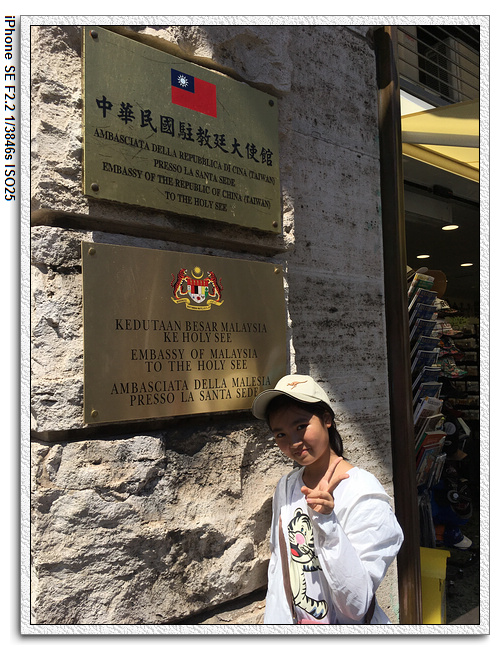 iPhone SE F2.2 1/3846s ISO25
中華民國駐教廷大使館
AMBASCIATA DELLA REPUBBLICA DI CINA (TAIWAN)
PRESSO LA SANTA SEDE
EMBASSY OF THE REPUBLIC OF CHINA (TAIWAN)
TO THE HOLY SEE
KEDUTAAN BESAR MALAYSIA
KE HOLY SEE
EMBASSY OF MALAYSIA
TO THE HOLY SEE
AMBASCIATA DELLA MALESIA
PRESSO LA SANTA SEDE